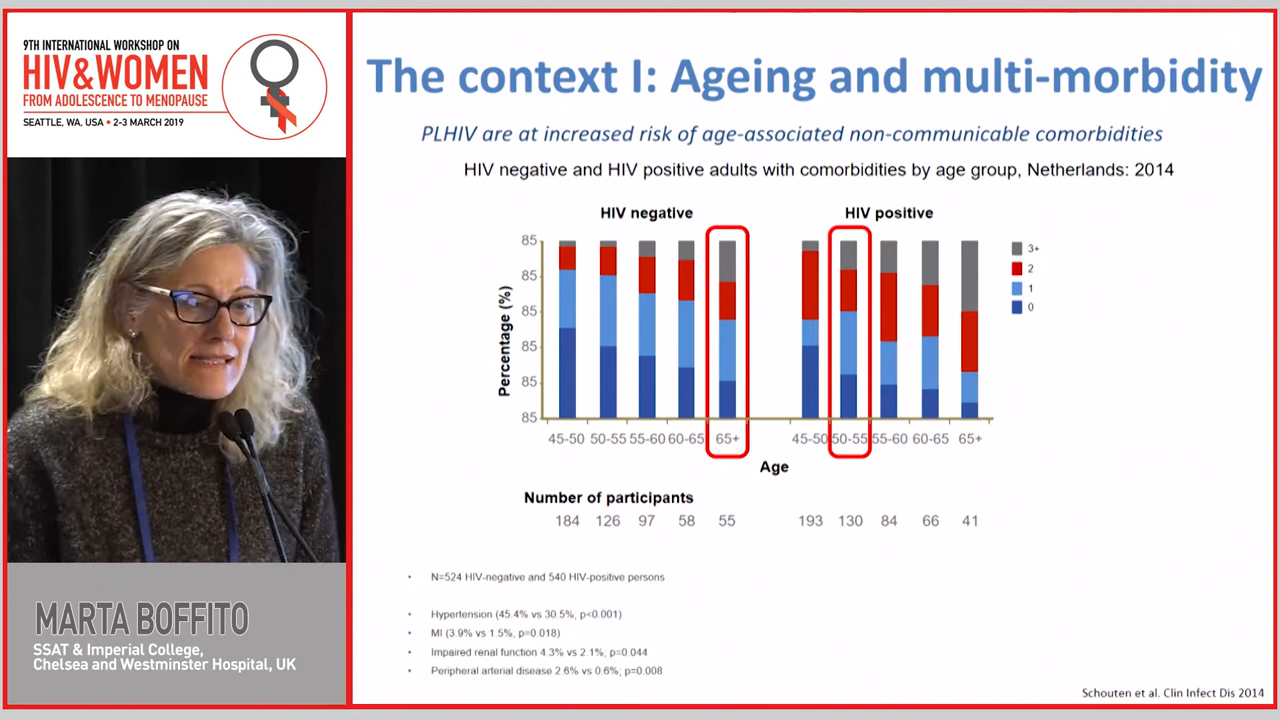 9TH INTERNATIONAL WORKSHOP ON
HIV&WOMEN
FROM ADOLESCENCE TO MENOPAUSE
SEATTLE, WA, USA • 2-3 MARCH 2019
MARTA BOFFITO
SSAT & Imperial College,
Chelsea and Westminster Hospital, UK
The context I: Ageing and multi-morbidity
PLHIV are at increased risk of age-associated non-communicable comorbidities
HIV negative and HIV positive adults with comorbidities by age group, Netherlands: 2014
HIV negative
HIV positive
Percentage (%)
85
85
85
85
85
85
3+
2
1
0
45-50 50-55 55-60 60-65 65+
45-50 50-55 55-60 60-65 65+
Age
Number of participants
184 126 97 58 55
193 130 84 66 41
• N=524 HIV-negative and 540 HIV-positive persons
• Hypertension (45.4% vs 30.5%, p<0.001)
• MI (3.9% vs 1.5%, p=0.018)
• Impaired renal function 4.3% vs 2.1%, p=0.044
• Peripheral arterial disease 2.6% vs 0.6%; p=0.008
Schouten et al. Clin Infect Dis 2014